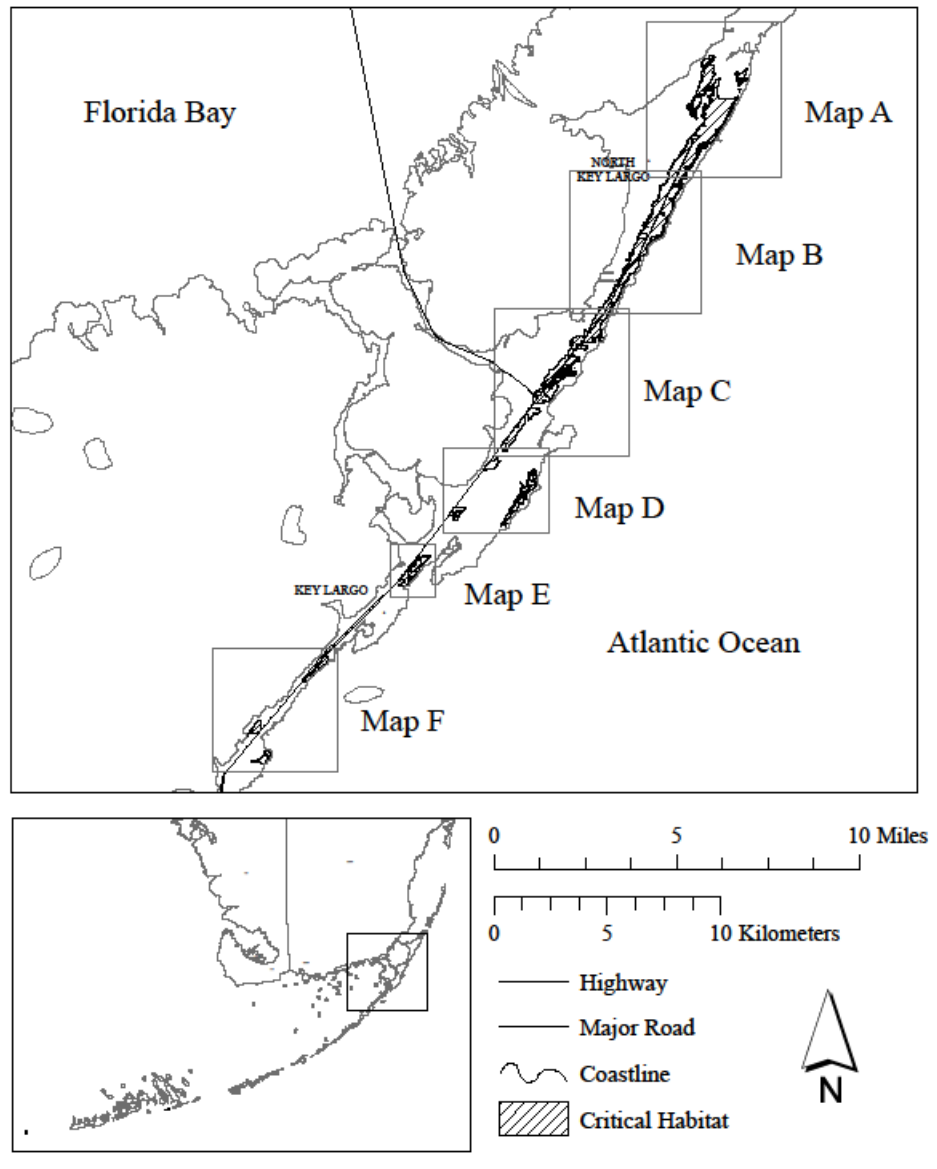 Florida Bay
Map A
NORTH
KEY LARGO
Map B
Map C
Map D
KEY LARGO
Map E
Atlantic Ocean
Map F
0 5 10 Miles
0 5 10 Kilometers
Highway
Major Road
Coastline
Critical Habitat
N